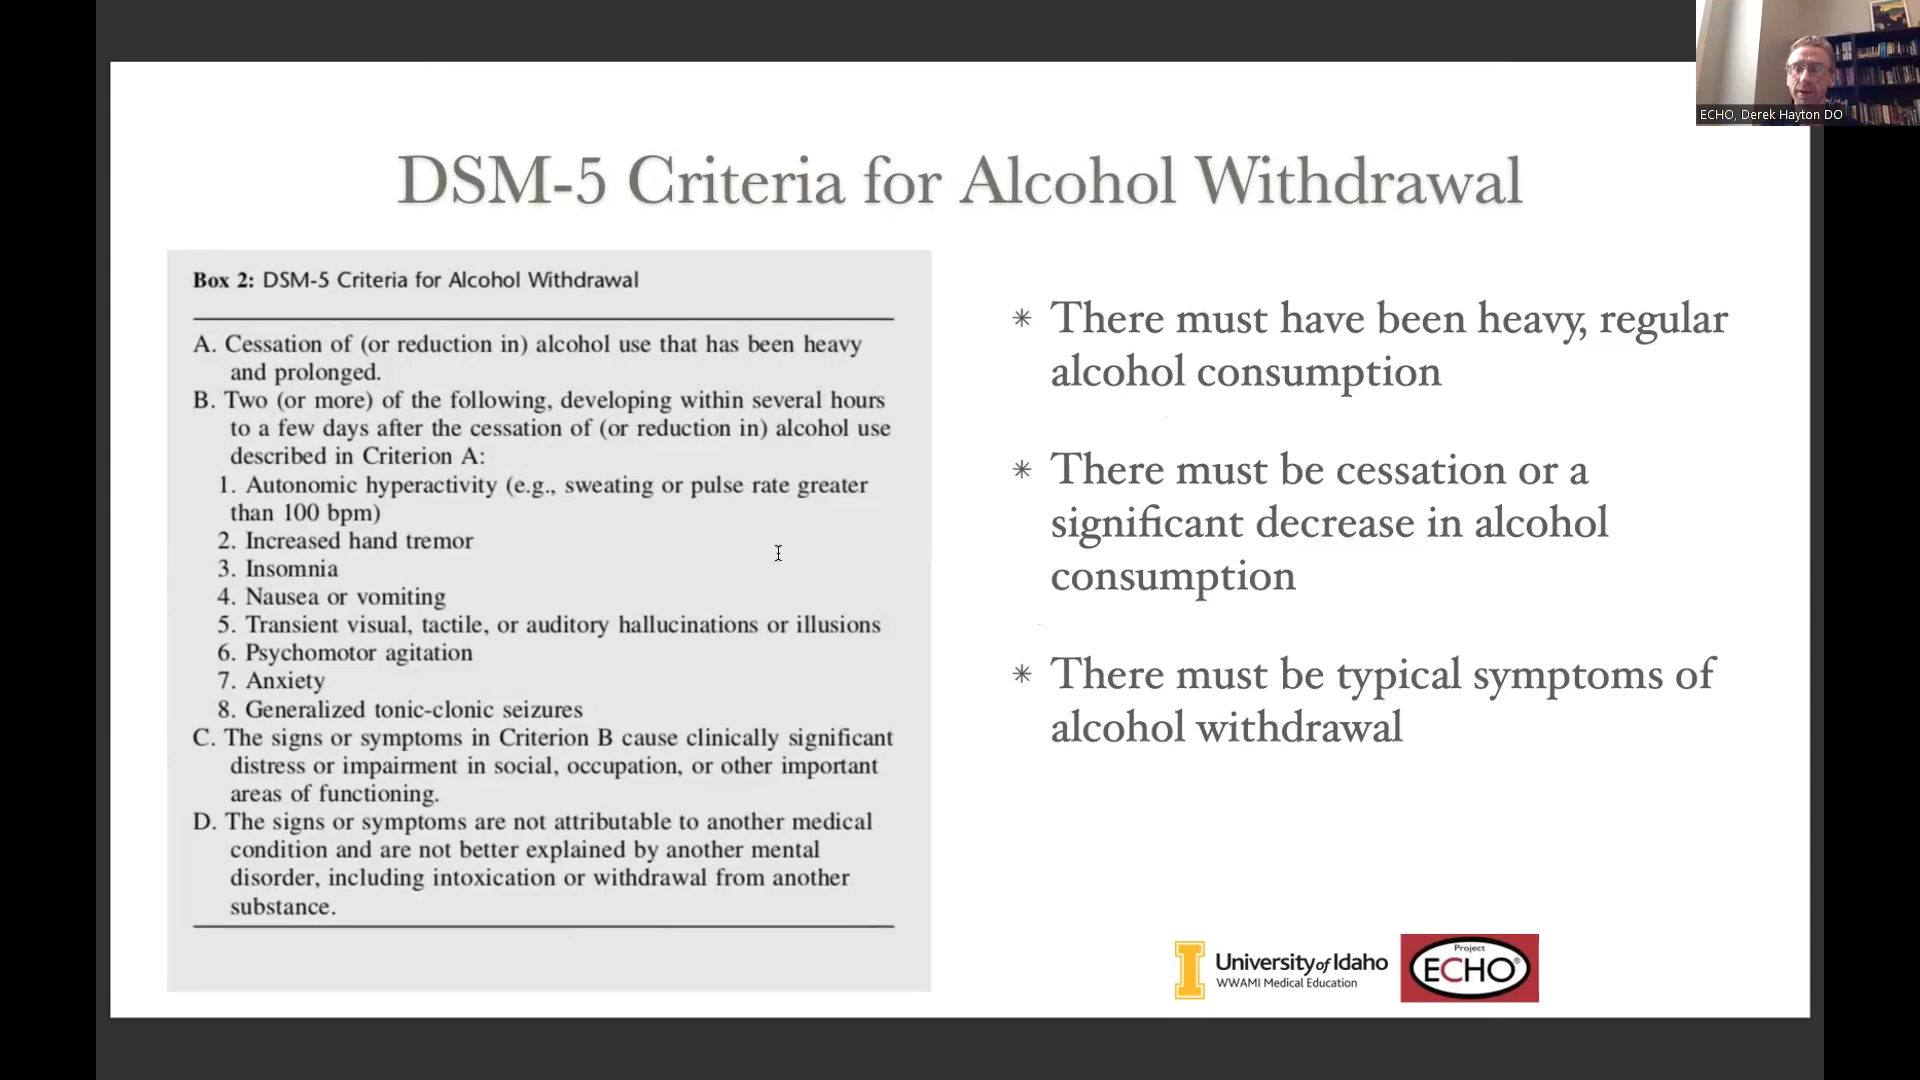 ECHO, Derek Hayton DO
DSM-5 Criteria for Alcohol Withdrawal
Box 2: DSM-5 Criteria for Alcohol Withdrawal
A. Cessation of (or reduction in) alcohol use that has been heavy
and prolonged.
B. Two (or more) of the following, developing within several hours
to a few days after the cessation of (or reduction in) alcohol use
described in Criterion A:
1. Autonomic hyperactivity (e.g., sweating or pulse rate greater
than 100 bpm)
2. Increased hand tremor
3. Insomnia
4. Nausea or vomiting
5. Transient visual, tactile, or auditory hallucinations or illusions
6. Psychomotor agitation
7. Anxiety
8. Generalized tonic-clonic seizures
C. The signs or symptoms in Criterion B cause clinically significant
distress or impairment in social, occupation, or other important
areas of functioning.
D. The signs or symptoms are not attributable to another medical
condition and are not better explained by another mental
disorder, including intoxication or withdrawal from another
substance.
* There must have been heavy, regular
alcohol consumption
* There must be cessation or a
significant decrease in alcohol
consumption
* There must be typical symptoms of
alcohol withdrawal
I
University of Idaho
WWAMI Medical Education
Project
ECHO®